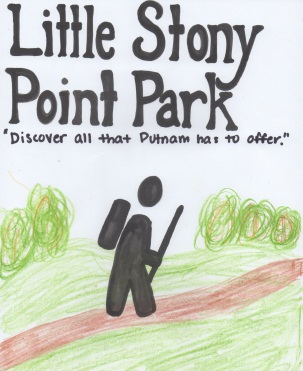 Little Stony
Point Park
"Discover all that Putnam has to offer."